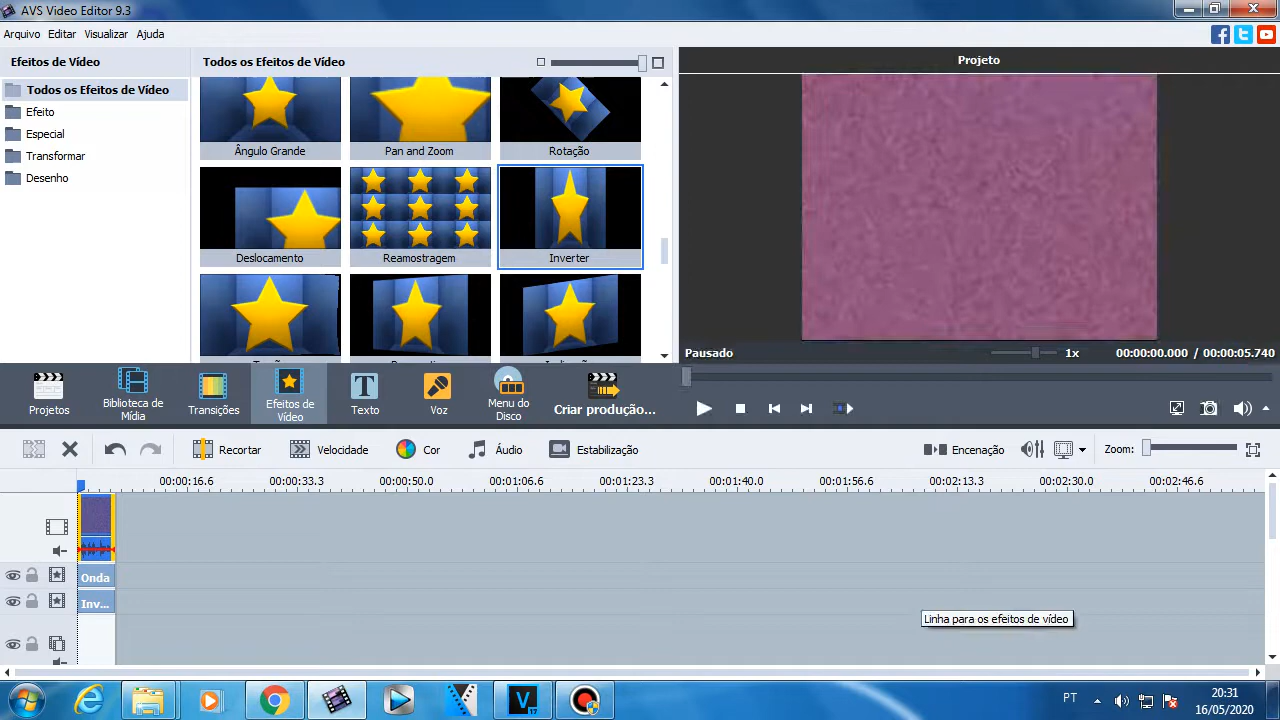 AVS Video Editor 9.3
Arquivo Editar Visualizar Ajuda
Efeitos de Vídeo
Todos os Efeitos de Vídeo
Efeito
Especial
Transformar
Desenho
Todos os Efeitos de Vídeo
Ângulo Grande Pan and Zoom Rotação
Deslocamento Reamostragem Inverter
Projeto
Pausado 1x 00:00:00.000 / 00:00:05.740
Projetos
Biblioteca de Mídia
Transições
Efeitos de Vídeo
Texto
Voz
Menu do Disco
Criar produção...
Recortar Velocidade Cor Áudio Estabilização Encenação Zoom:
00:00:16.6 00:00:33.3 00:00:50.0 00:01:06.6 00:01:23.3 00:01:40.0 00:01:56.6 00:02:13.3 00:02:30.0 00:02:46.6
Onda
Inv...
Linha para os efeitos de vídeo
PT
20:31
16/05/2020